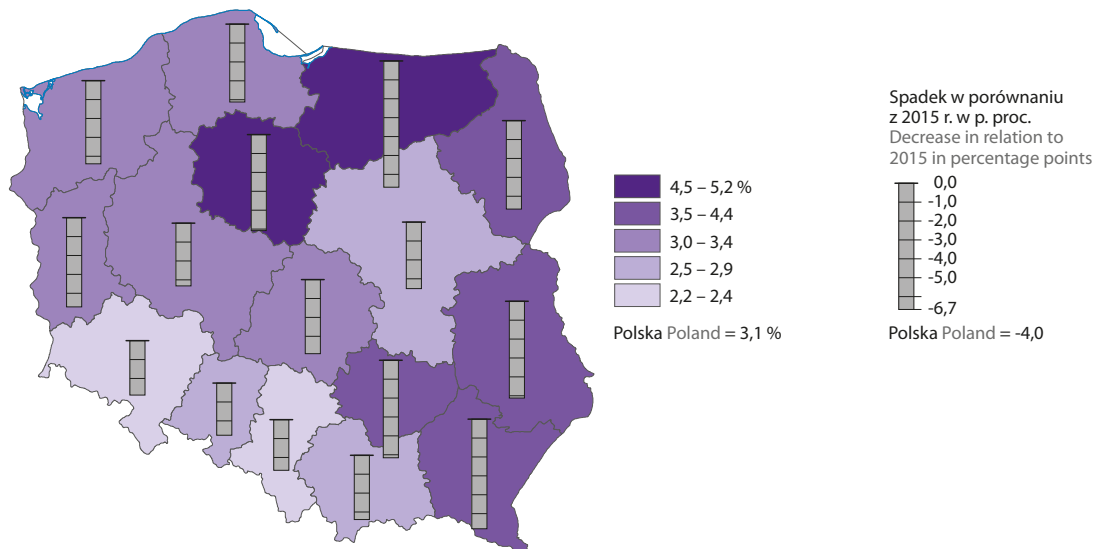 Spadek w porównaniu
z 2015 r. w p. proc.
Decrease in relation to
2015 in percentage points
4,5 – 5,2 %
3,5 – 4,4
3,0 – 3,4
2,5 – 2,9
2,2 – 2,4
Polska Poland = 3,1 %
0,0
-1,0
-2,0
-3,0
-4,0
-5,0
-6,7
Polska Poland = -4,0